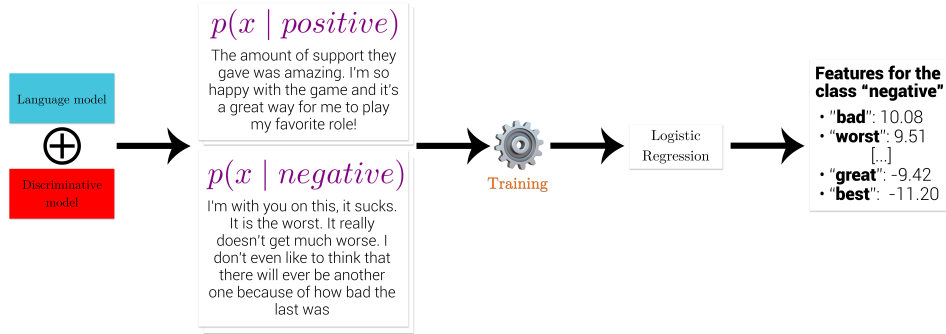 Language model
⊕
Discriminative
model
p(x | positive)
The amount of support they
gave was amazing. I'm so
happy with the game and it's
a great way for me to play
my favorite role!
p(x | negative)
I'm with you on this, it sucks.
It is the worst. It really
doesn't get much worse. I
don't even like to think that
there will ever be another
one because of how bad the
last was
Training
Logistic
Regression
Features for the
class “negative”
• “bad”: 10.08
• “worst”: 9.51
[...]
• “great”: -9.42
• “best”: -11.20